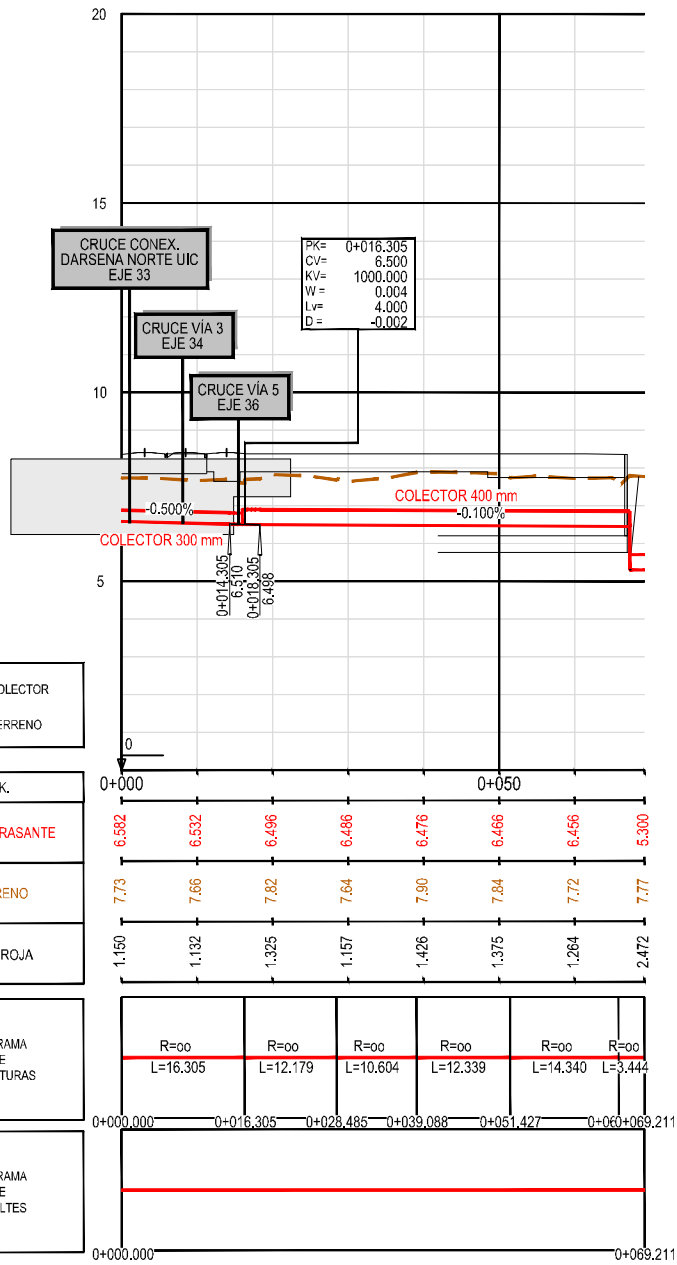 20
15
CRUCE CONEX.
DARSENA NORTE UIC
EJE 33
PK= 0+016.305
CV= 6.500
KV= 1000.000
W = 0.004
Lv= 4.000
D = -0.002
CRUCE VÍA 3
EJE 34
10
CRUCE VÍA 5
EJE 36
COLECTOR 400 mm
-0.500%
-0.100%
COLECTOR 300 mm
5
0+014.305
6.510
0+018.305
6.498
OLECTOR
ERRENO
0
K.
0+000 0+050
RASANTE
6.582 6.532 6.496 6.486 6.476 6.466 6.456 5.300
RENO
7.73 7.66 7.82 7.64 7.90 7.84 7.72 7.77
ROJA
1.150 1.132 1.325 1.157 1.426 1.375 1.264 2.472
RAMA
E
TURAS
R=oo R=oo R=oo R=oo R=oo R=oo
L=16.305 L=12.179 L=10.604 L=12.339 L=14.340 L=3.444
0+000.000 0+016.305 0+028.485 0+039.088 0+051.427 0+069.211
RAMA
E
LTES
0+000.000 0+069.211